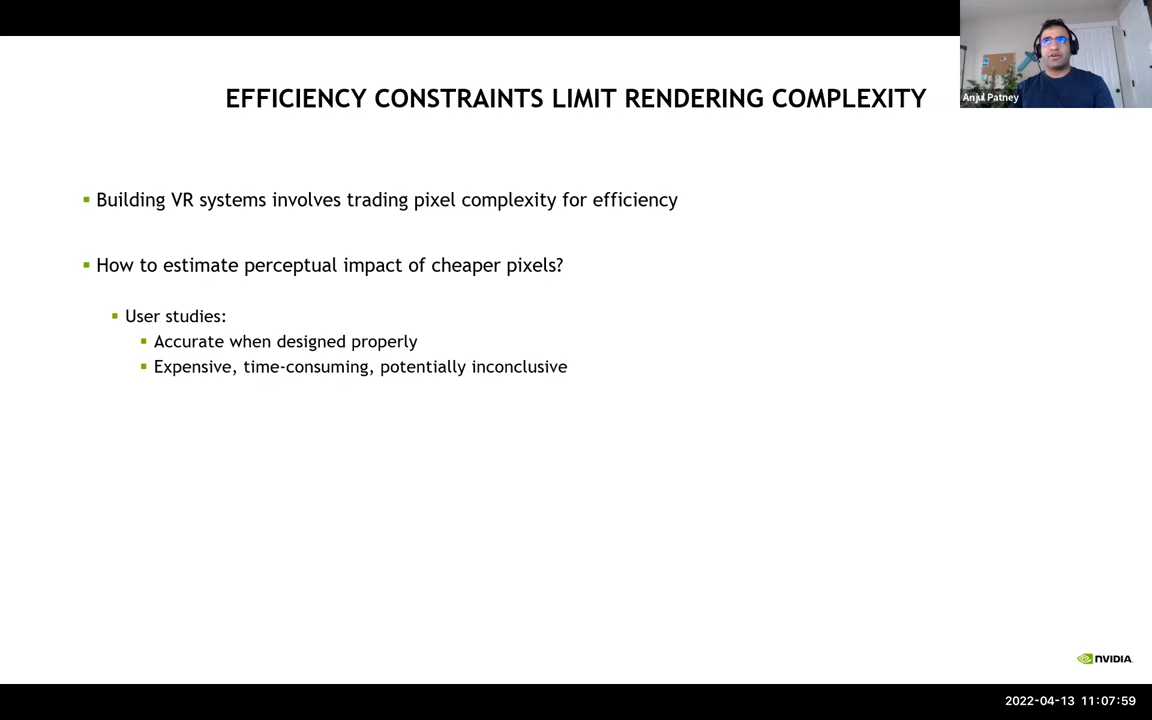 EFFICIENCY CONSTRAINTS LIMIT RENDERING COMPLEXITY
Anjul Patney
Building VR systems involves trading pixel complexity for efficiency
How to estimate perceptual impact of cheaper pixels?
User studies:
Accurate when designed properly
Expensive, time-consuming, potentially inconclusive
NVIDIA
2022-04-13 11:07:59